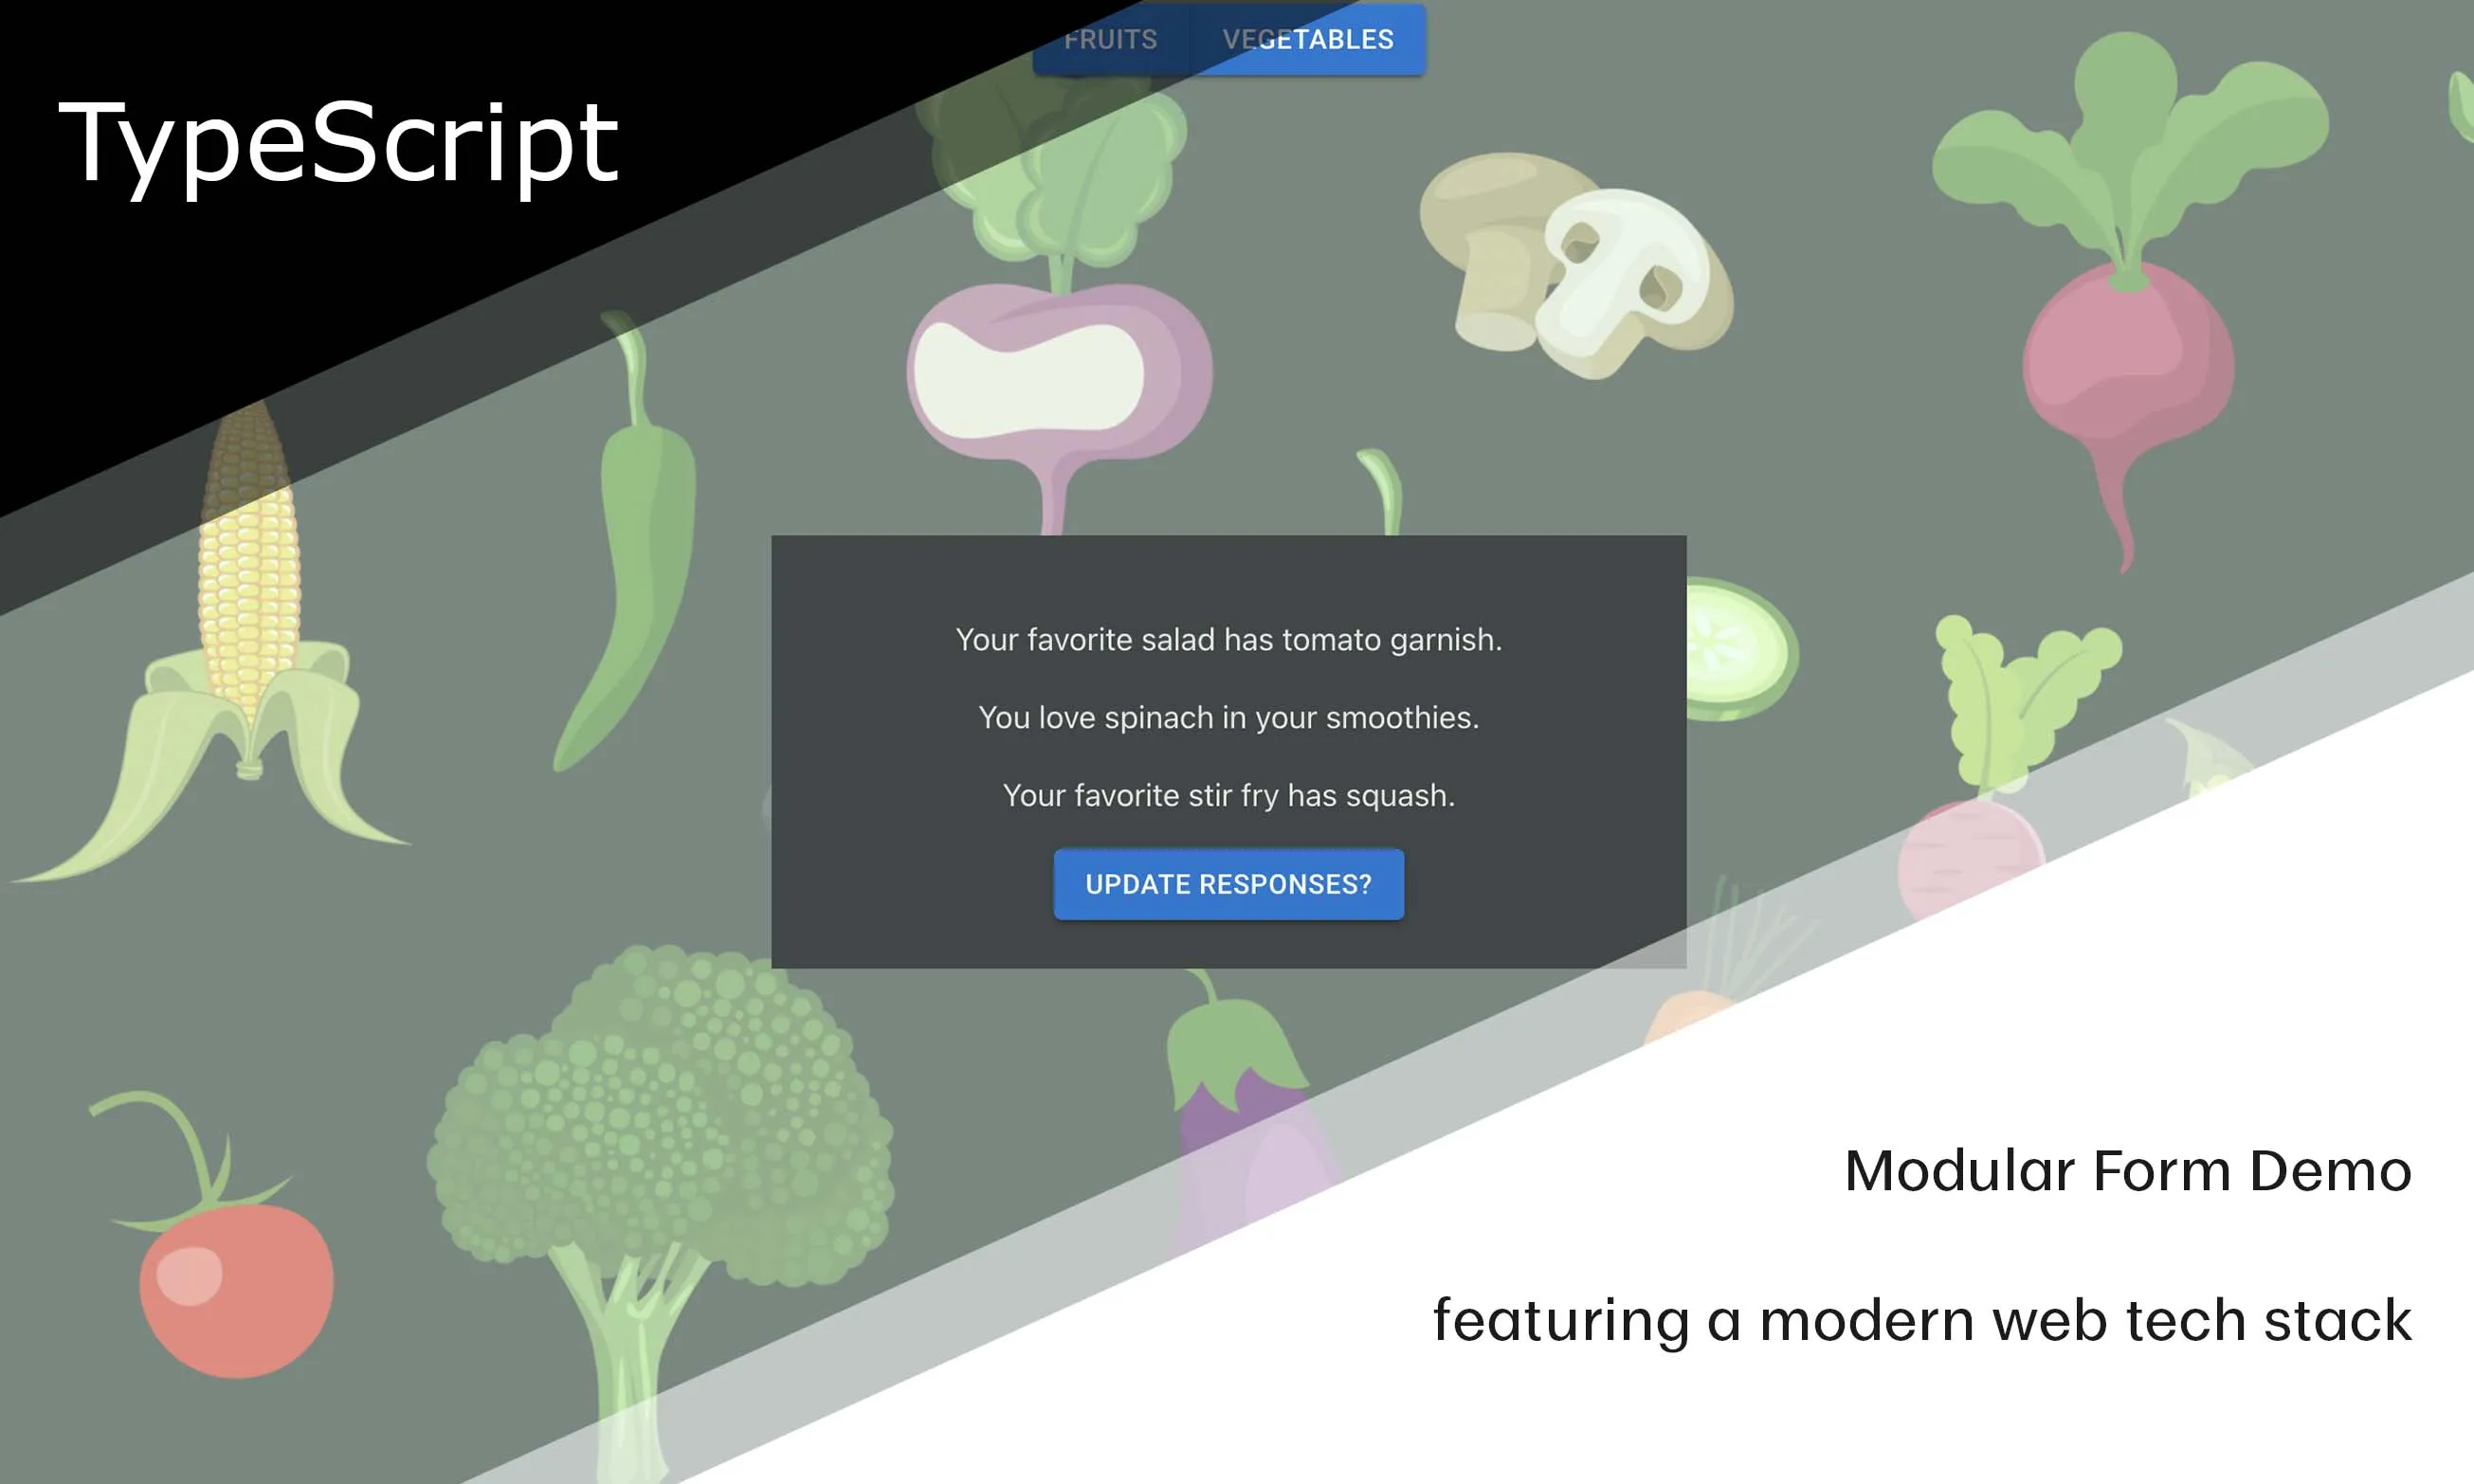 FRUITS VEGETABLES
TypeScript
Your favorite salad has tomato garnish.
You love spinach in your smoothies.
Your favorite stir fry has squash.
UPDATE RESPONSES?
Modular Form Demo
featuring a modern web tech stack